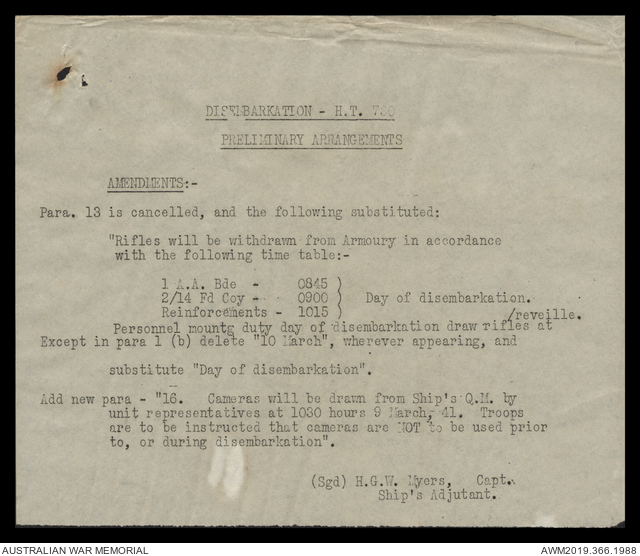 DISEMBARKATION - H.T. 730
PRELIMINARY ARRANGEMENTS
AMENDMENTS:-
Para. 13 is cancelled, and the following substituted:
"Rifles will be withdrawn from Armoury in accordance
with the following time table:-
1 A.A. Bde - 0845 )
2/14 Fd Coy - 0900 ) Day of disembarkation.
Reinforcements - 1015 )
/reveille.
Personnel mountg duty day of disembarkation draw rifles at
Except in para 1 (b) delete "10 March", wherever appearing, and
substitute "Day of disembarkation".
Add new para - "16. Cameras will be drawn from Ship's Q.M. by
unit representatives at 1030 hours 9 March, 41. Troops
are to be instructed that cameras are NOT to be used prior
to, or during disembarkation".
(Sgd) H.G.W. Myers, Capt.
Ship's Adjutant.
AUSTRALIAN WAR MEMORIAL
AWM2019.366.1988